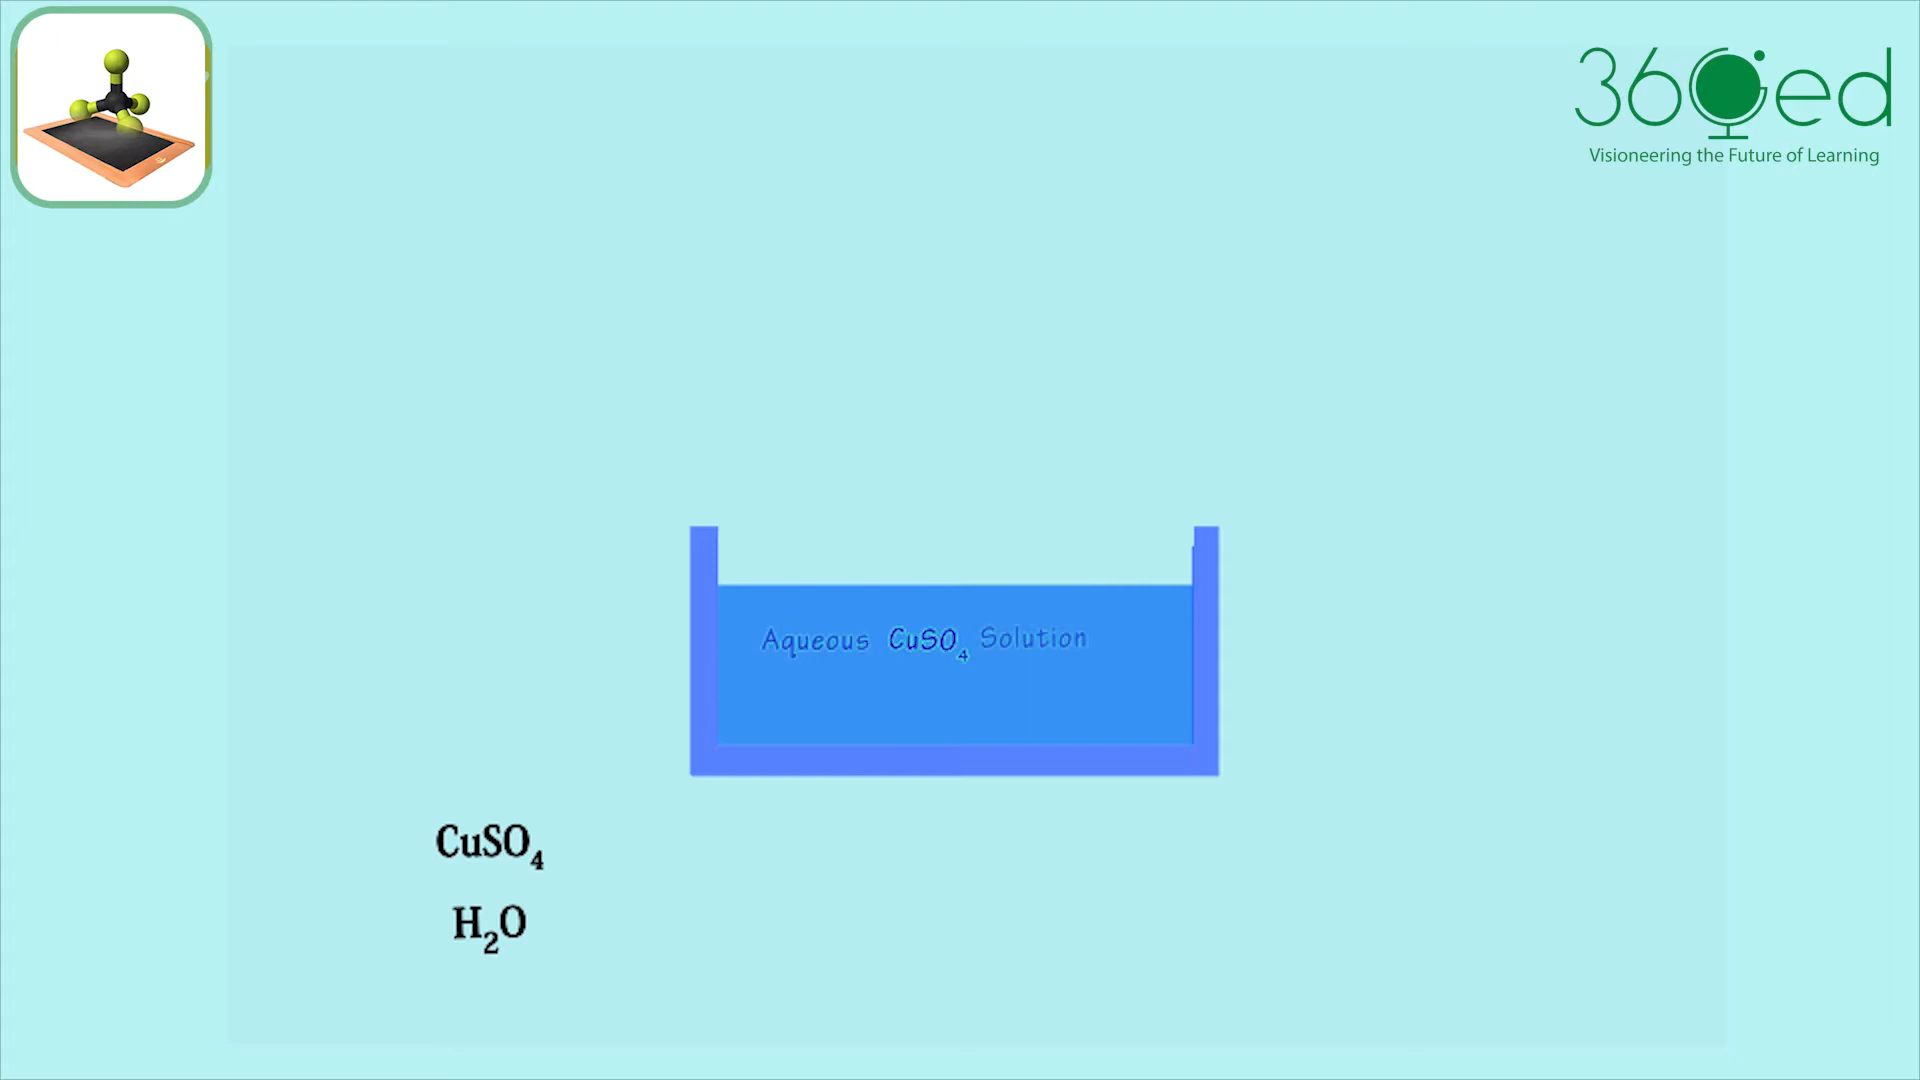 360ed
Visioneering the Future of Learning
Aqueous CuSO₄ Solution
CuSO₄
H₂O